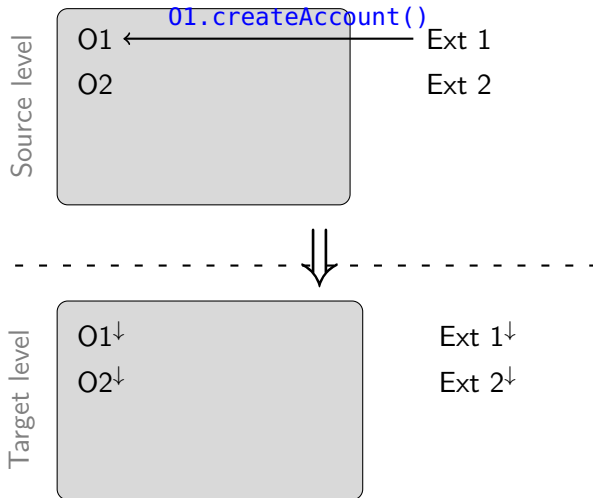 O1.createAccount()
O1 Ext 1
O2 Ext 2
Source level
O1↓ Ext 1↓
O2↓ Ext 2↓
Target level